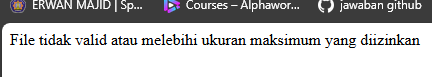 ERWAN MAJID | Sp... Courses – Alphawor... jawaban github
File tidak valid atau melebihi ukuran maksimum yang diizinkan